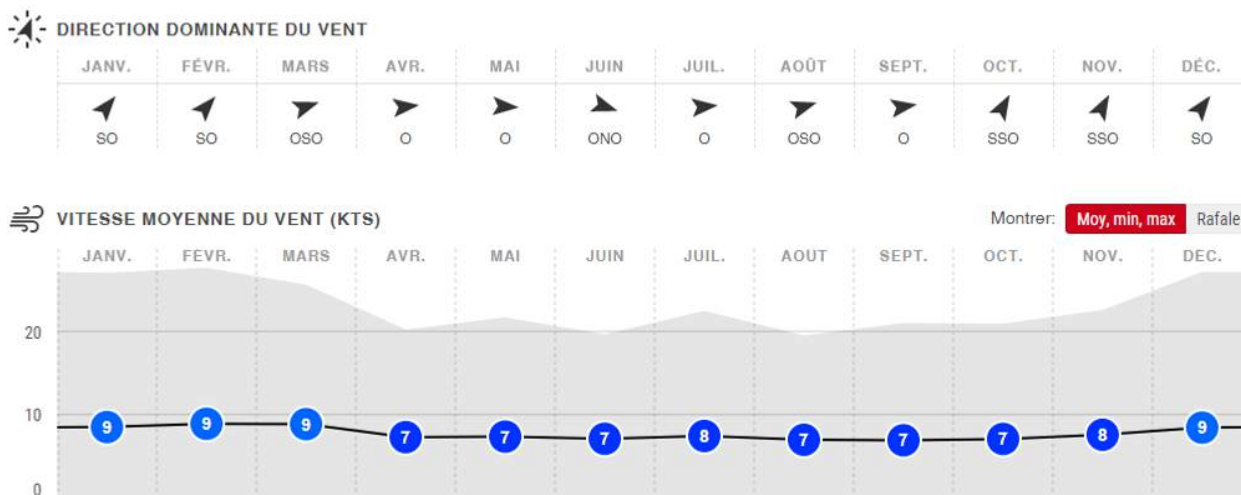 DIRECTION DOMINANTE DU VENT
JANV. FÉVR. MARS AVR. MAI JUIN JUIL. AOÛT SEPT. OCT. NOV. DÉC.
SO SO OSO O O ONO O OSO O SSO SSO SO
VITESSE MOYENNE DU VENT (KTS) Montrer: Moy, min, max Rafale
JANV. FÉVR. MARS AVR. MAI JUIN JUIL. AOÛT SEPT. OCT. NOV. DÉC.
20
10
9 9 9 7 7 7 8 7 7 7 8 9
0